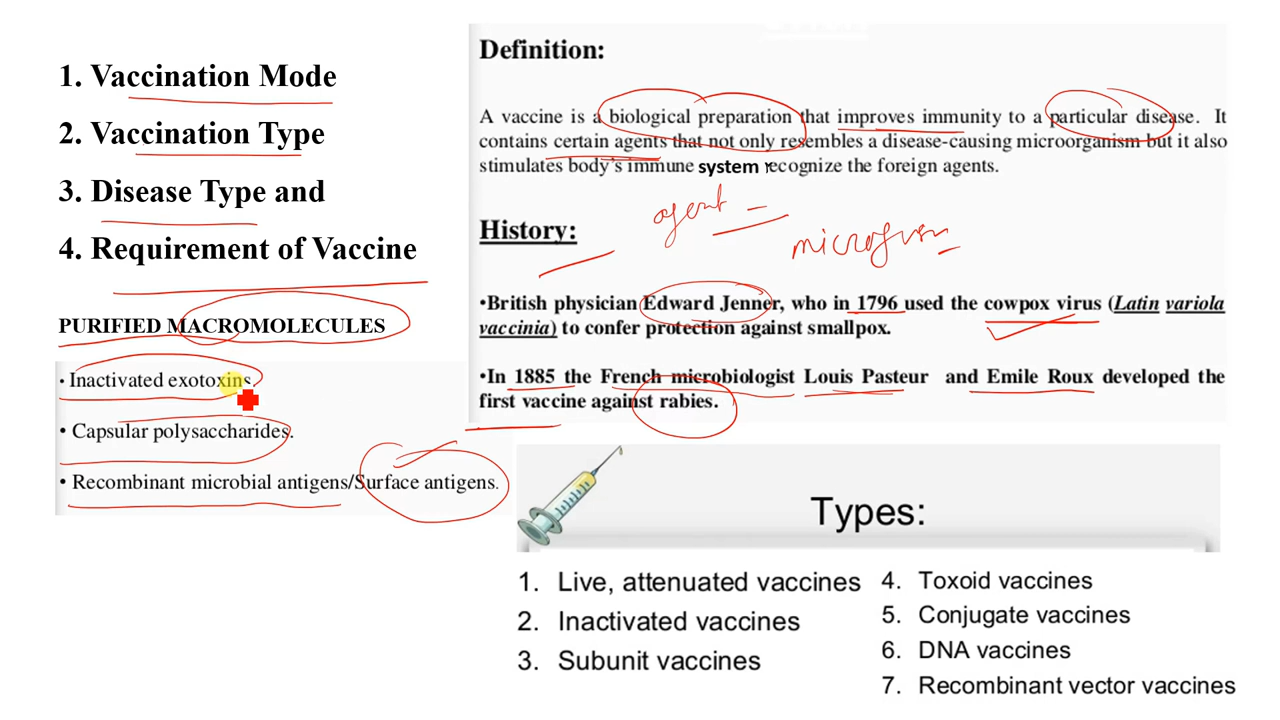 1. Vaccination Mode
2. Vaccination Type
3. Disease Type and
4. Requirement of Vaccine
PURIFIED MACROMOLECULES
• Inactivated exotoxins.
• Capsular polysaccharides.
• Recombinant microbial antigens/Surface antigens.
Definition:
A vaccine is a biological preparation that improves immunity to a particular disease. It
contains certain agents that not only resembles a disease-causing microorganism but it also
stimulates body's immune system recognize the foreign agents.
agent
History:
•British physician Edward Jenner, who in 1796 used the cowpox virus (Latin variola
vaccinia) to confer protection against smallpox.
•In 1885 the French microbiologist Louis Pasteur and Emile Roux developed the
first vaccine against rabies.
Types:
1. Live, attenuated vaccines
2. Inactivated vaccines
3. Subunit vaccines
4. Toxoid vaccines
5. Conjugate vaccines
6. DNA vaccines
7. Recombinant vector vaccines